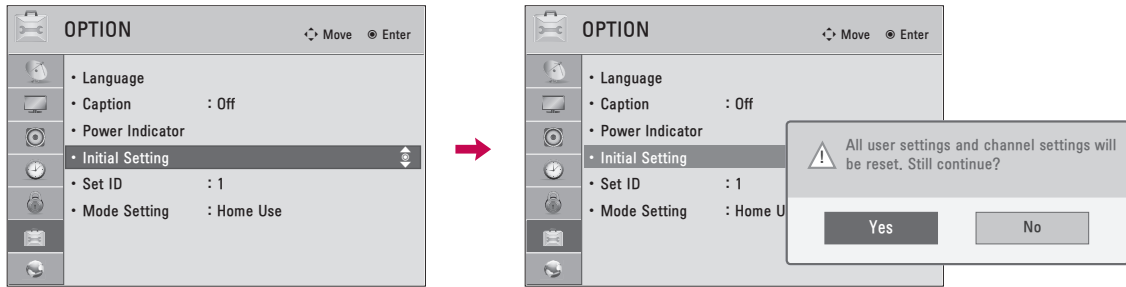 OPTION
Move ◉ Enter
• Language
• Caption : Off
• Power Indicator
• Initial Setting
• Set ID : 1
• Mode Setting : Home Use
OPTION
Move ◉ Enter
• Language
• Caption : Off
• Power Indicator
• Initial Setting
• Set ID : 1
• Mode Setting : Home U
All user settings and channel settings will
be reset. Still continue?
Yes No